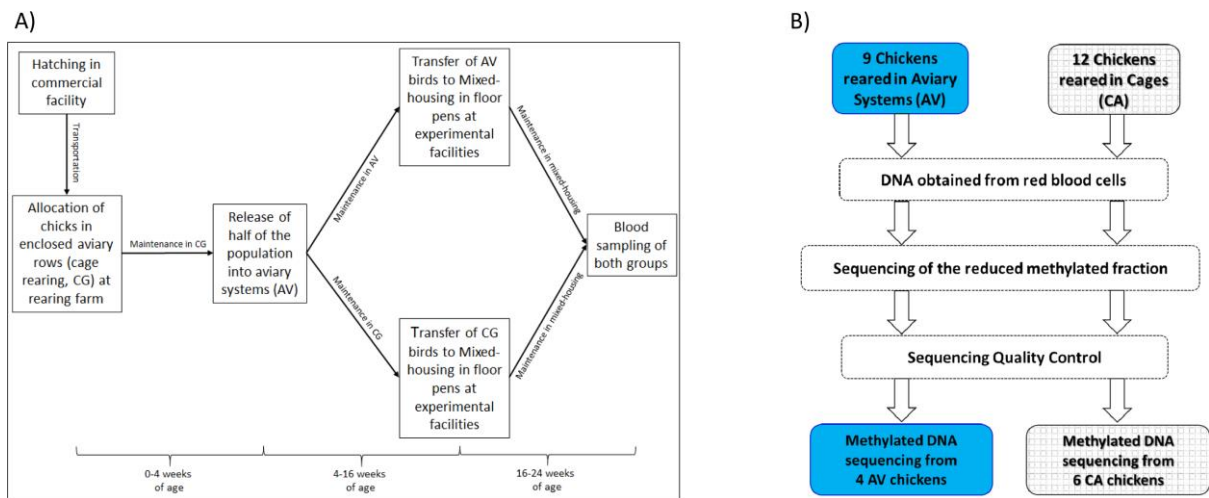 A)
Hatching in
commercial
facility
Transportation
Allocation of
chicks in
enclosed aviary
rows (cage
rearing, CG) at
rearing farm
Maintenance in CG
Release of
half of the
population
into aviary
systems (AV)
Maintenance in AV
Maintenance in CG
Transfer of AV
birds to Mixed-
housing in floor
pens at
experimental
facilities
Transfer of CG
birds to Mixed-
housing in floor
pens at
experimental
facilities
Maintenance in mixed-housing
Maintenance in mixed-housing
Blood
sampling of
both groups
0-4 weeks
of age
4-16 weeks
of age
16-24 weeks
of age
B)
9 Chickens
reared in Aviary
Systems (AV)
12 Chickens
reared in Cages
(CA)
DNA obtained from red blood cells
Sequencing of the reduced methylated fraction
Sequencing Quality Control
Methylated DNA
sequencing from
4 AV chickens
Methylated DNA
sequencing from
6 CA chickens